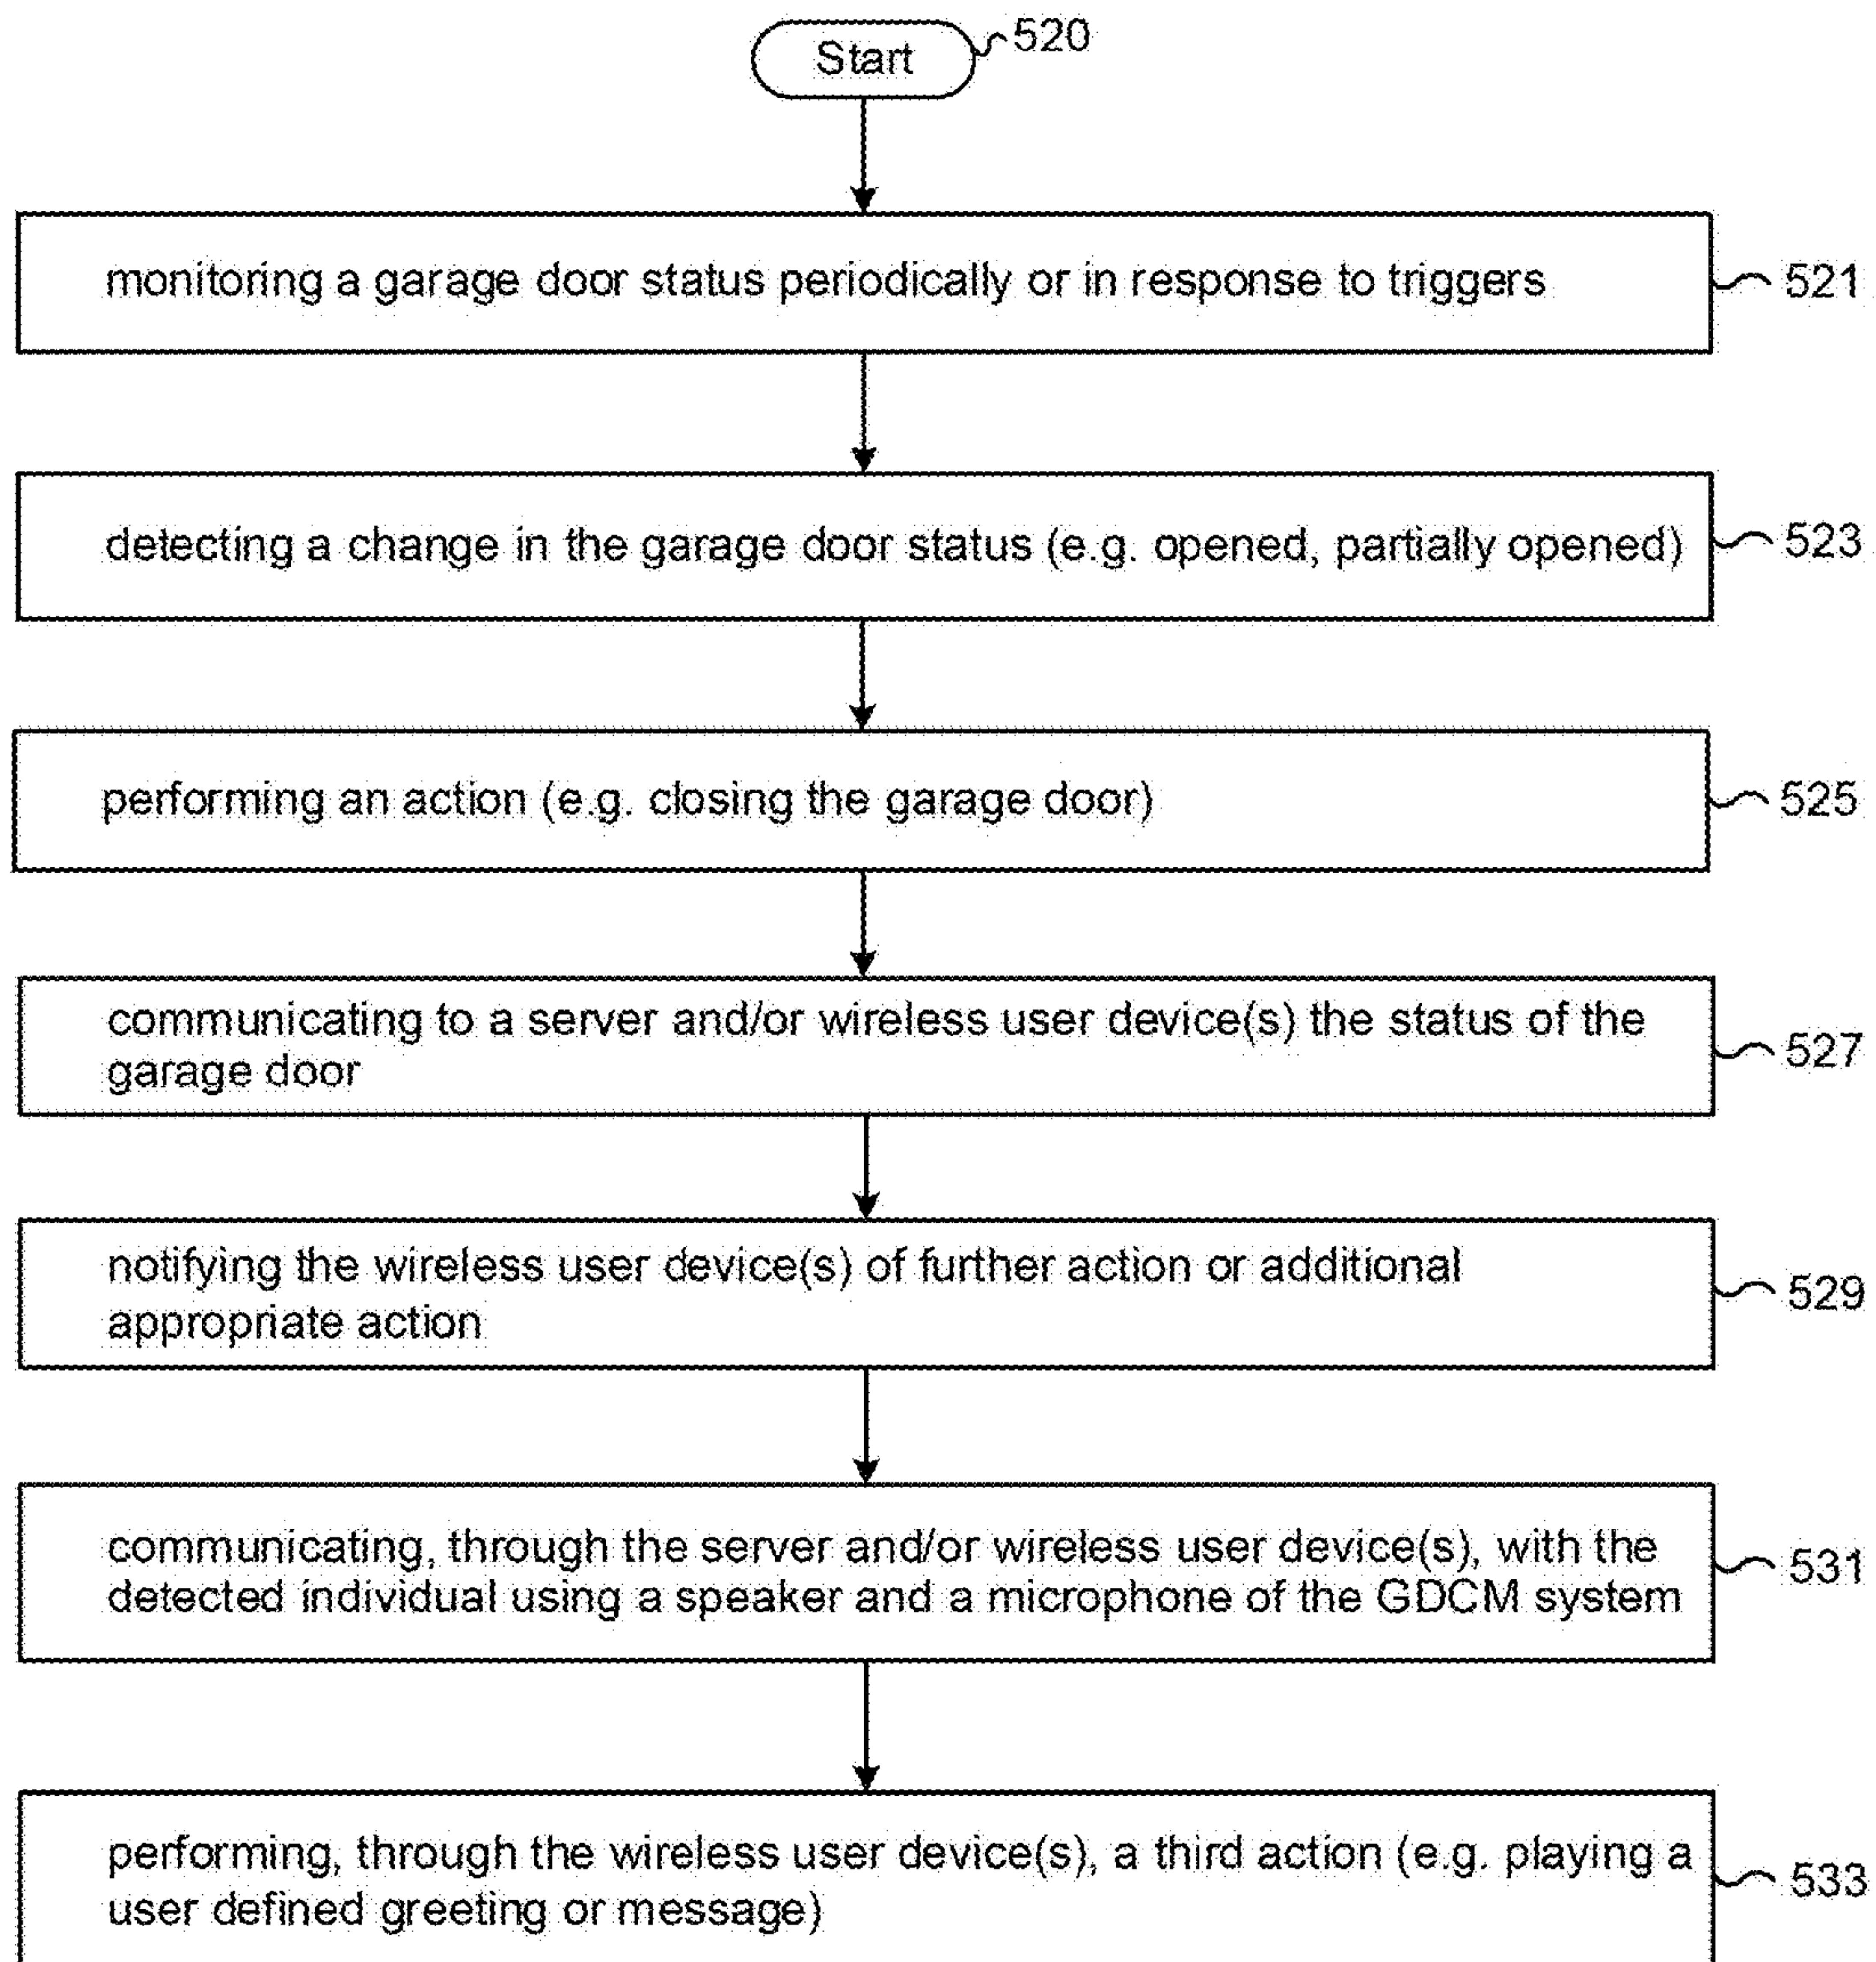 Start
520
monitoring a garage door status periodically or in response to triggers
521
detecting a change in the garage door status (e.g. opened, partially opened)
523
performing an action (e.g. closing the garage door)
525
communicating to a server and/or wireless user device(s) the status of the
garage door
527
notifying the wireless user device(s) of further action or additional
appropriate action
529
communicating, through the server and/or wireless user device(s), with the
detected individual using a speaker and a microphone of the GDCM system
531
performing, through the wireless user device(s), a third action (e.g. playing a
user defined greeting or message)
533